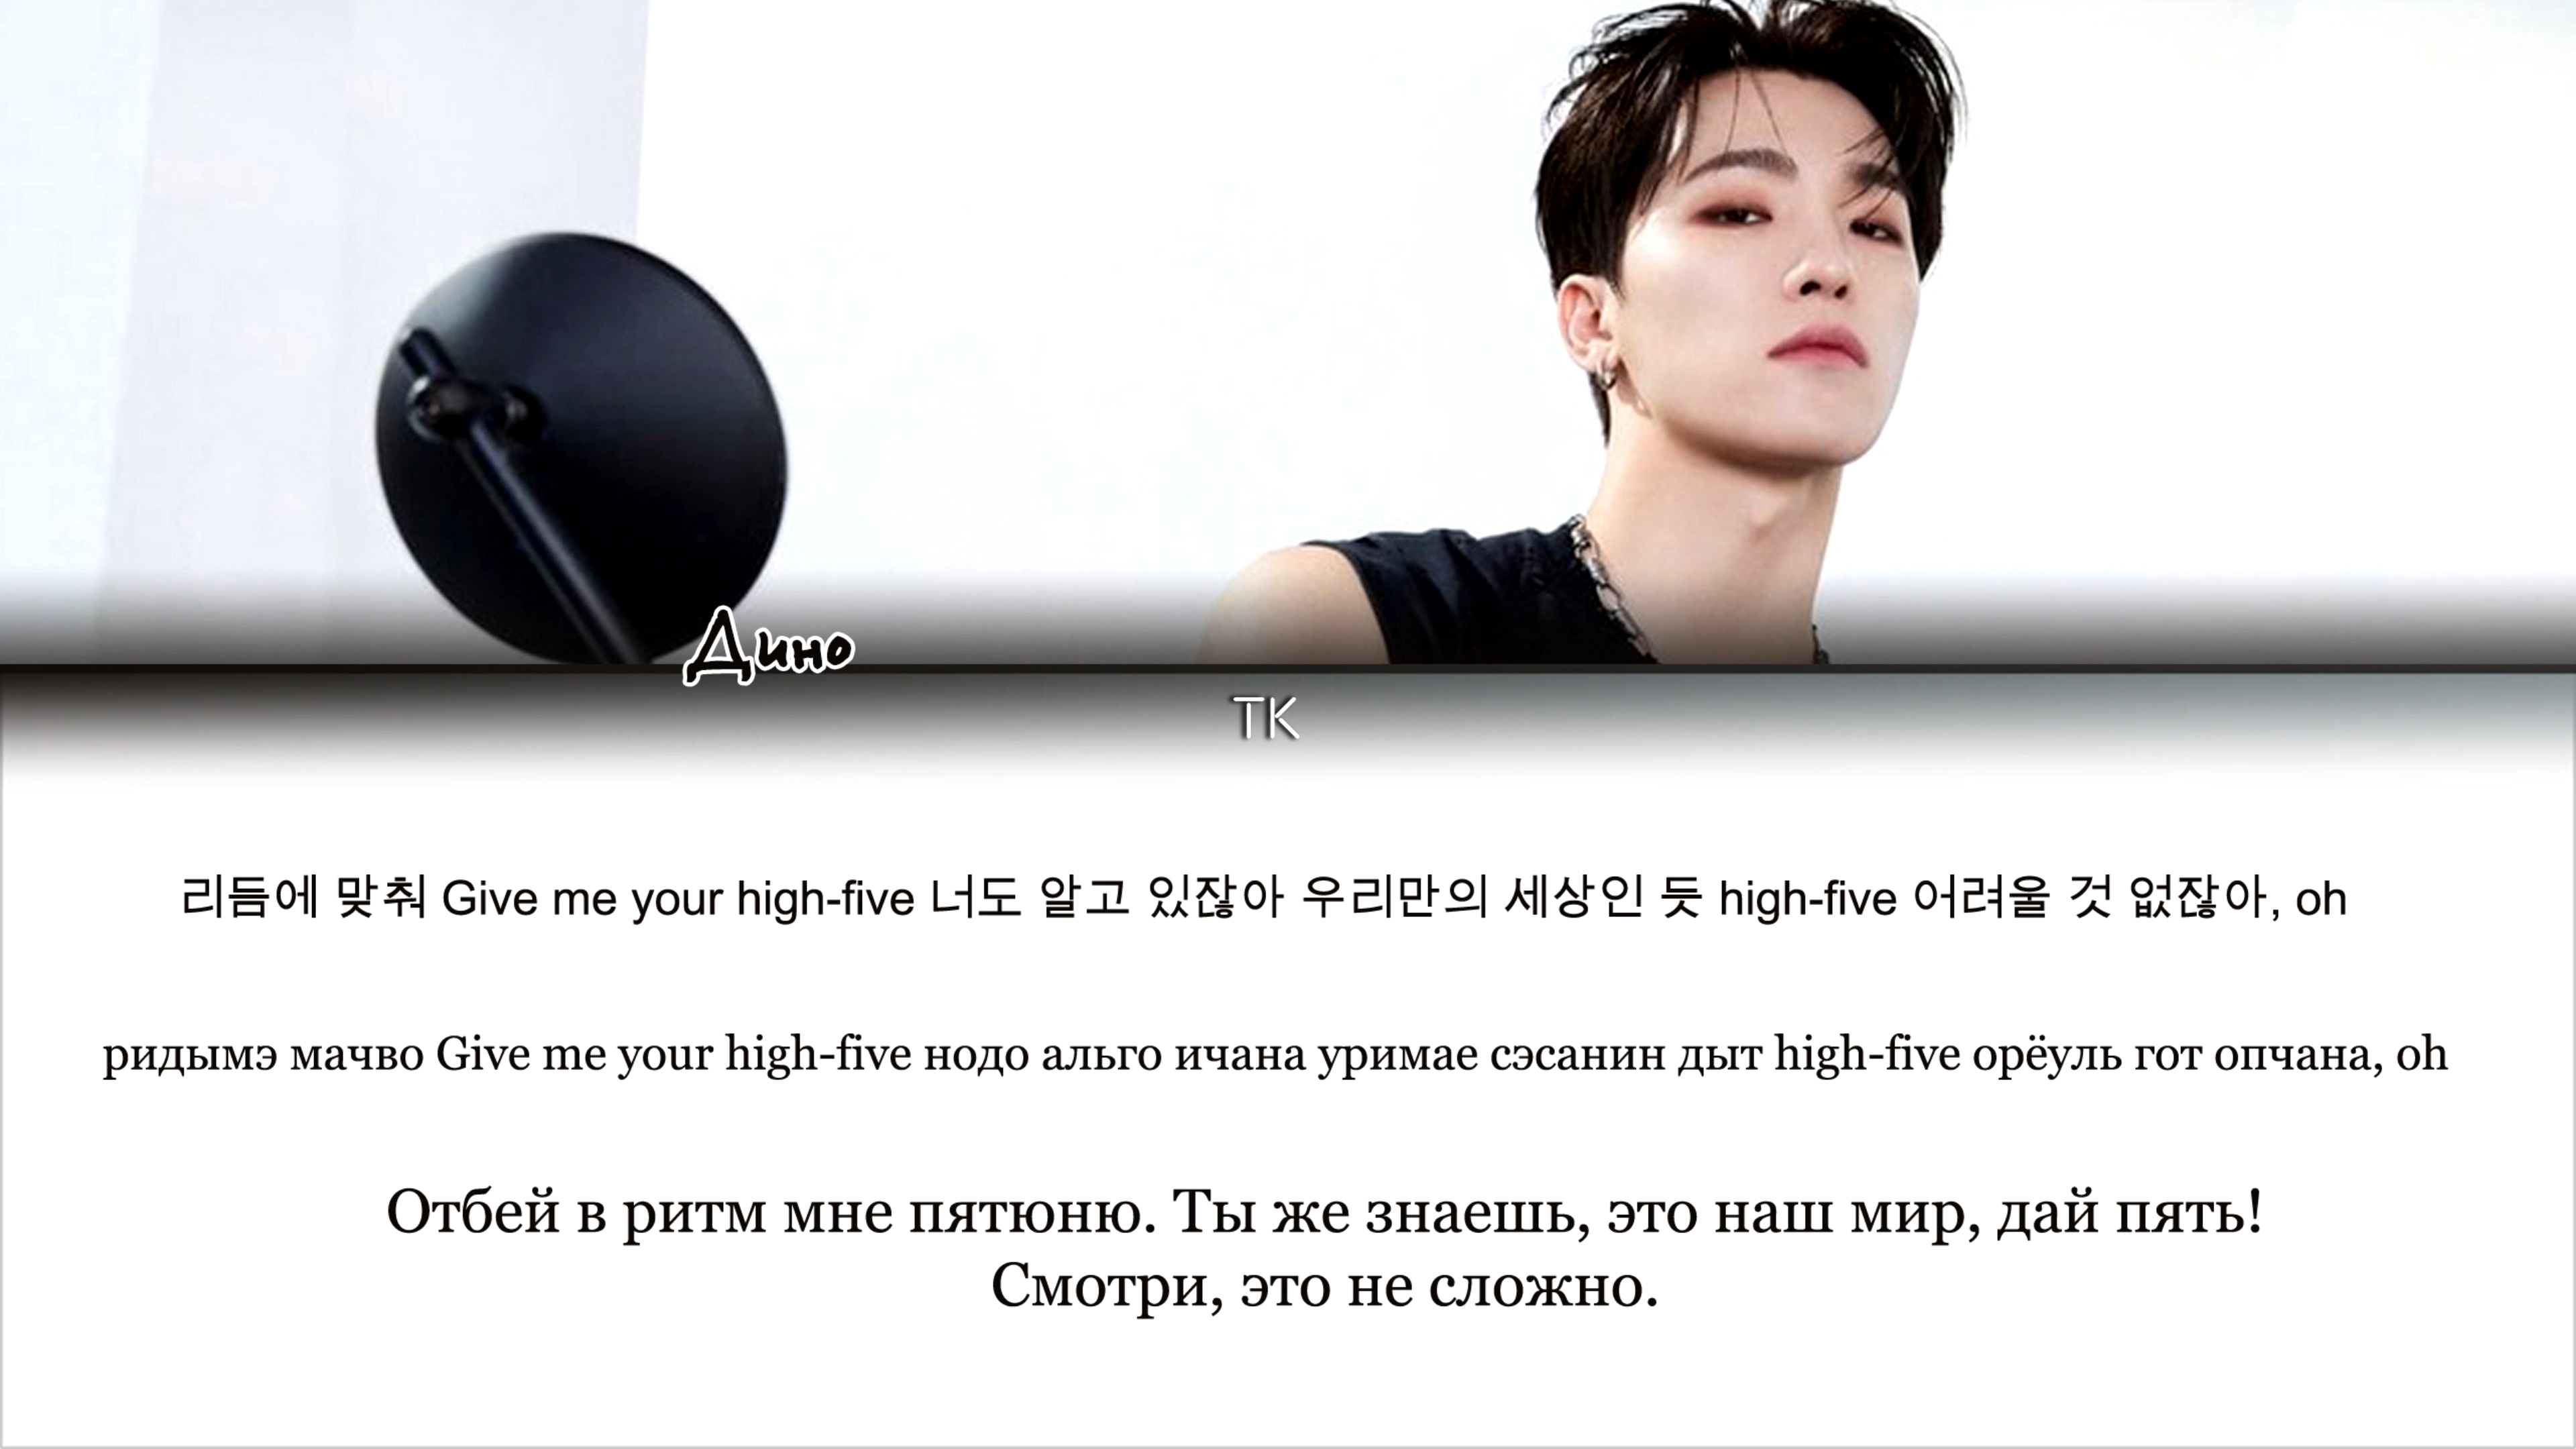 Дино
TK
리듬에 맞춰 Give me your high-five 너도 알고 있잖아 우리만의 세상인 듯 high-five 어려울 것 없잖아, oh
ридымэ мачво Give me your high-five нодо альго ичана уримае сэсанин дыт high-five орёуль гот опчана, oh
Отбей в ритм мне пятюню. Ты же знаешь, это наш мир, дай пять!
Смотри, это не сложно.